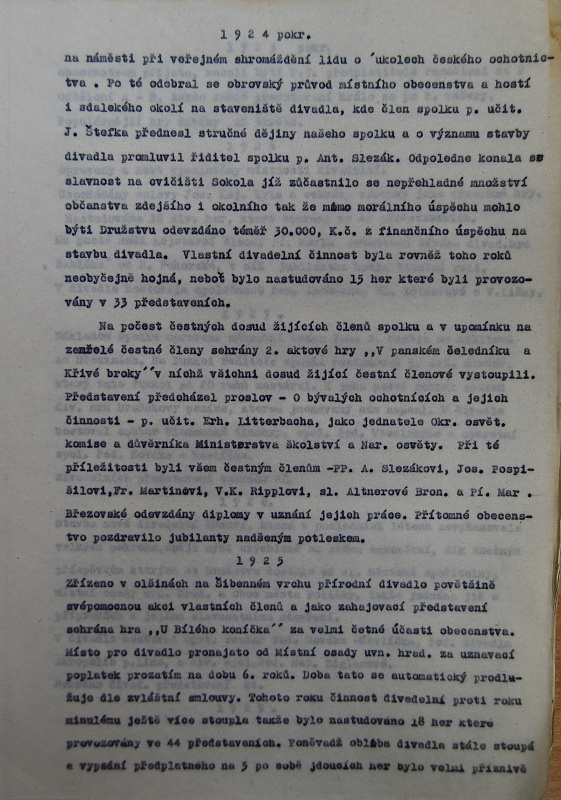 1 9 2 4 pokr.
na náměstí při veřejném shromáždění lidu o ´ukolech českého ochotnic-
tva . Po té odebral se obrovský průvod místního obecenstva a hostí
i sdalekého okolí na staveniště divadla, kde člen spolku p. učit.
J. Štefka přednesl stručné dějiny našeho spolku a o významu stavby
divadla promluvil řiditel spolku p. Ant. Slezák. Odpoledne konala se
slavnost na cvičišti Sokola jíž zůčastnilo se nepřehladné množství
občanstva zdejšího i okolního tak že mimo morálního úspěchu mohlo
býti Družstvu odevzdáno téměř 30.000, K.č. z finančního úspěchu na
stavbu divadla. Vlastní divadelní činnost byla rovněž toho roků
neobyčejně hojná, neboť bylo nastudováno 15 her které byli provozo-
vány v 33 představeních.
Na počest čestných dosud žijících členů spolku a v upomínku na
zemřelé čestné členy sehrány 2. aktové hry ,,V panském čeledníku a
Křivé broky´´v níchž všichni dosud žijící čestní členové vystoupili.
Představení předcházel proslov - O bývalých ochotnících a jejich
činnosti - p. učit. Erh. Litterbacha, jako jednatele Okr. osvět.
komise a důvěrníka Ministerstva školství a Nar. osvěty. Při té
příležitosti byli všem čestným členům -PP. A. Slezákovi, Jos. Pospí-
šilovi,Fr. Martinovi, V.K. Ripplovi, sl. Altnerové Bron. a Pí. Mar .
Březovské odevzdány diplomy v uznání jejich práce. Přítomné obecens-
tvo pozdravilo jubilanty nadšeným potleskem.
1 9 2 5
Zřízeno v olšinách na Šibenném vrchu přírodní divadlo povětšině
svépomocnou akcí vlastních členů a jako zahajovací představení
sehrána hra ,,U Bílého koníčka´´ za velmi četné účasti obecenstva.
Místo pro divadlo pronajato od Místní osady uvn. hrad. za uznavací
poplatek prozatím na dobu 6. roků. Doba tato se automatický prodlu-
žuje dle zvláštní smlouvy. Tohoto roku činnost divadelní proti roku
minulému ještě více stoupla takže bylo nastudováno 18 her které
provozovány ve 44 představeních. Poněvadž obliba divadla stále stoupá
a vypsání předplatného na 5 po sobě jdoucích her bylo velmi příznivě